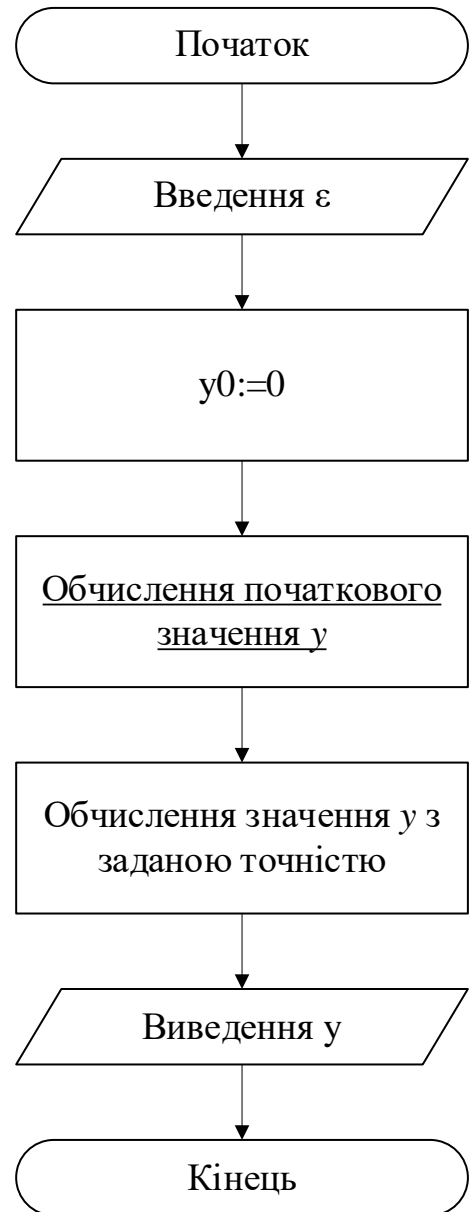 Початок
Введення ε
y0:=0
Обчислення початкового
значення y
Обчислення значення y з
заданою точністю
Виведення y
Кінець